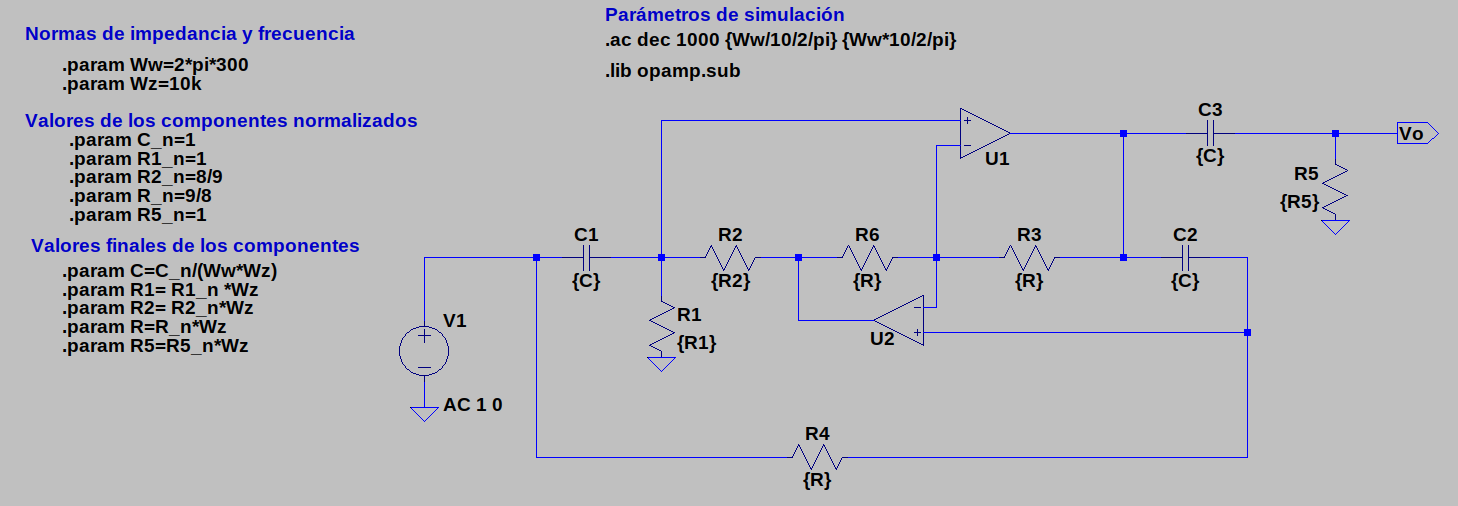 Normas de impedancia y frecuencia
.param Ww=2*pi*300
.param Wz=10k
Valores de los componentes normalizados
.param C_n=1
.param R1_n=1
.param R2_n=8/9
.param R_n=9/8
.param R5_n=1
Valores finales de los componentes
.param C=C_n/(Ww*Wz)
.param R1= R1_n *Wz
.param R2= R2_n*Wz
.param R=R_n*Wz
.param R5=R5_n*Wz
Parámetros de simulación
.ac dec 1000 {Ww/10/2/pi} {Ww*10/2/pi}
.lib opamp.sub
U1
C3
{C}
Vo
R5
{R5}
C1
{C}
R2
{R2}
R6
{R}
R3
{R}
C2
{C}
R1
{R1}
U2
V1
AC 1 0
R4
{R}